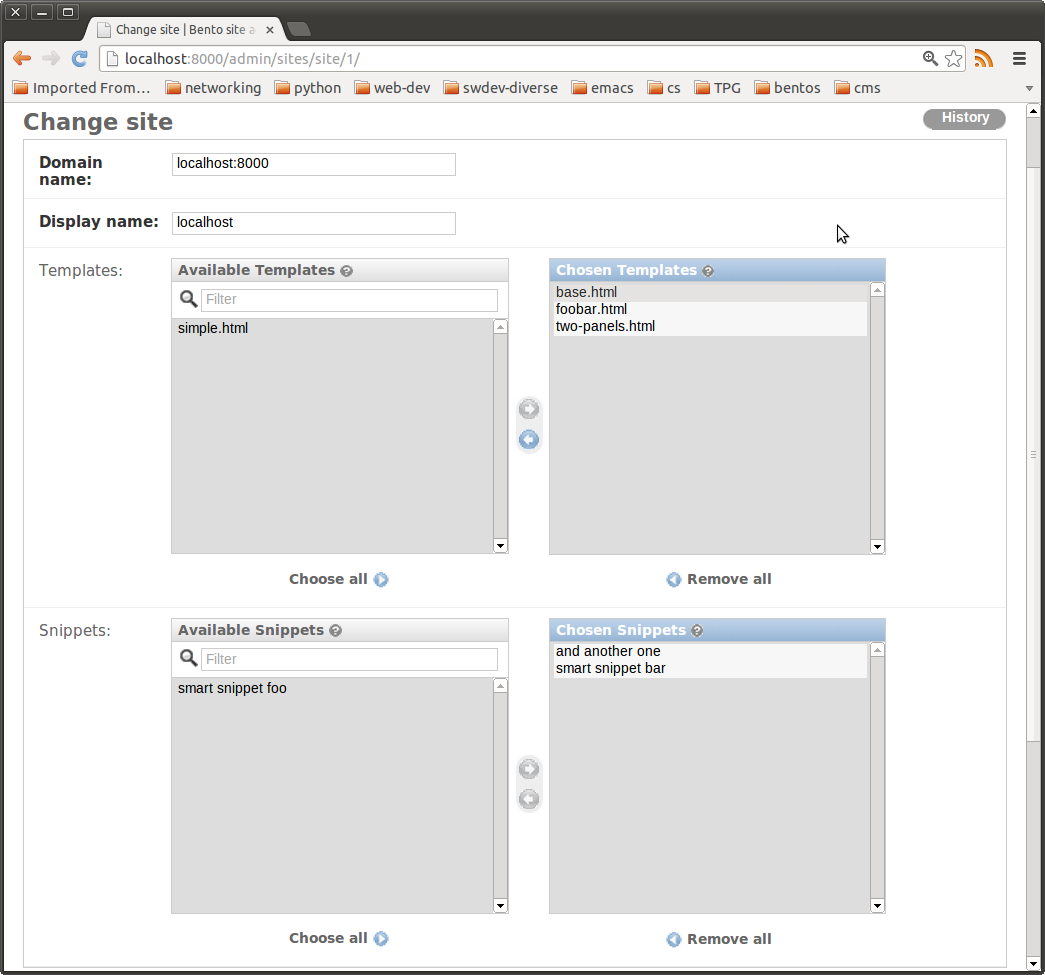 Change site | Bento site a
localhost:8000/admin/sites/site/1/
Imported From... networking python web-dev swdev-diverse emacs cs TPG bentos cms
Change site History
Domain name: localhost:8000
Display name: localhost
Templates:
Available Templates ?
Filter
simple.html
Choose all
Chosen Templates ?
base.html
foobar.html
two-panels.html
Remove all
Snippets:
Available Snippets ?
Filter
smart snippet foo
Choose all
Chosen Snippets ?
and another one
smart snippet bar
Remove all